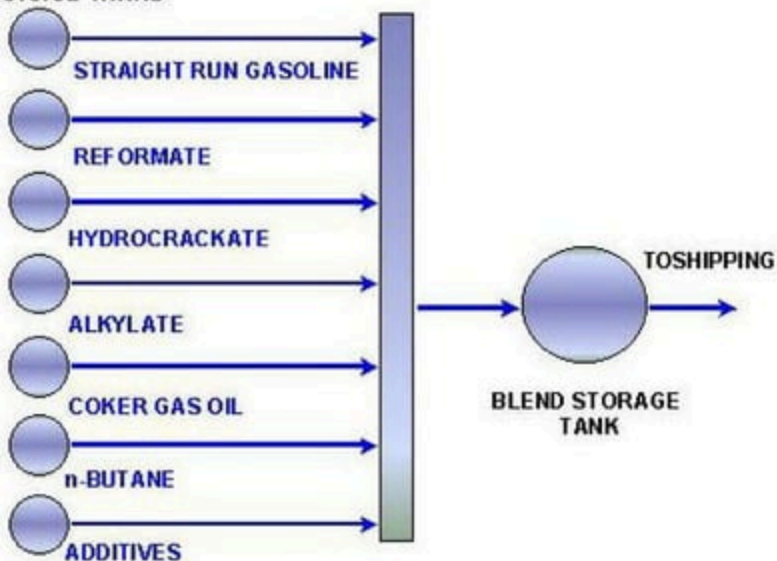 STRAIGHT RUN GASOLINE
REFORMATE
HYDROCRACKATE
ALKYLATE
COKER GAS OIL
n-BUTANE
ADDITIVES
TOSHIPPING
BLEND STORAGE
TANK